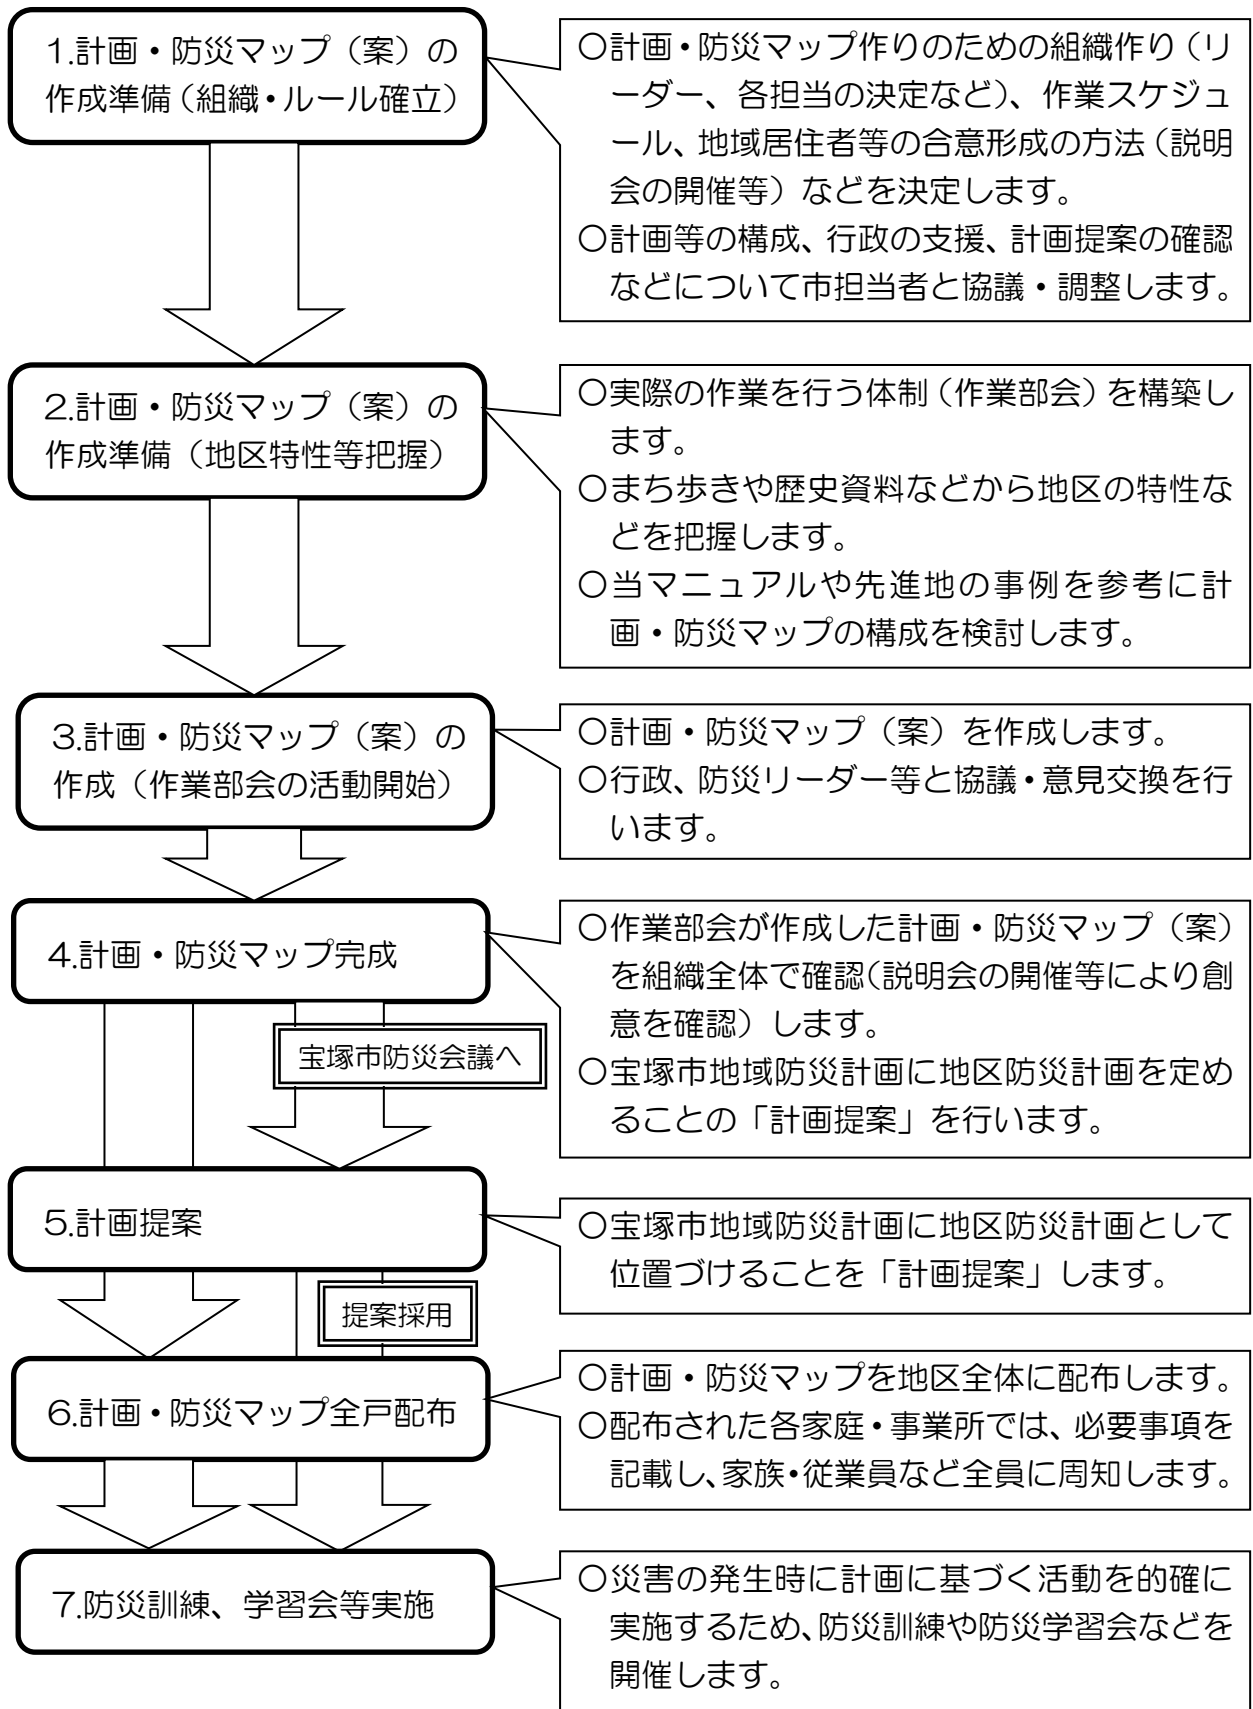 1.計画・防災マップ（案）の
作成準備（組織・ルール確立）
〇計画・防災マップ作りのための組織作り（リ
ーダー、各担当の決定など）、作業スケジュ
ール、地域居住者等の合意形成の方法（説明
会の開催等）などを決定します。
〇計画等の構成、行政の支援、計画提案の確認
などについて市担当者と協議・調整します。
2.計画・防災マップ（案）の
作成準備（地区特性等把握）
〇実際の作業を行う体制（作業部会）を構築し
ます。
〇まち歩きや歴史資料などから地区の特性な
どを把握します。
〇当マニュアルや先進地の事例を参考に計
画・防災マップの構成を検討します。
3.計画・防災マップ（案）の
作成（作業部会の活動開始）
〇計画・防災マップ（案）を作成します。
〇行政、防災リーダー等と協議・意見交換を行
います。
4.計画・防災マップ完成
〇作業部会が作成した計画・防災マップ（案）
を組織全体で確認（説明会の開催等により創
意を確認）します。
〇宝塚市地域防災計画に地区防災計画を定め
ることの「計画提案」を行います。
宝塚市防災会議へ
5.計画提案
〇宝塚市地域防災計画に地区防災計画として
位置づけることを「計画提案」します。
提案採用
6.計画・防災マップ全戸配布
〇計画・防災マップを地区全体に配布します。
〇配布された各家庭・事業所では、必要事項を
記載し、家族・従業員など全員に周知します。
7.防災訓練、学習会等実施
〇災害の発生時に計画に基づく活動を的確に
実施するため、防災訓練や防災学習会などを
開催します。